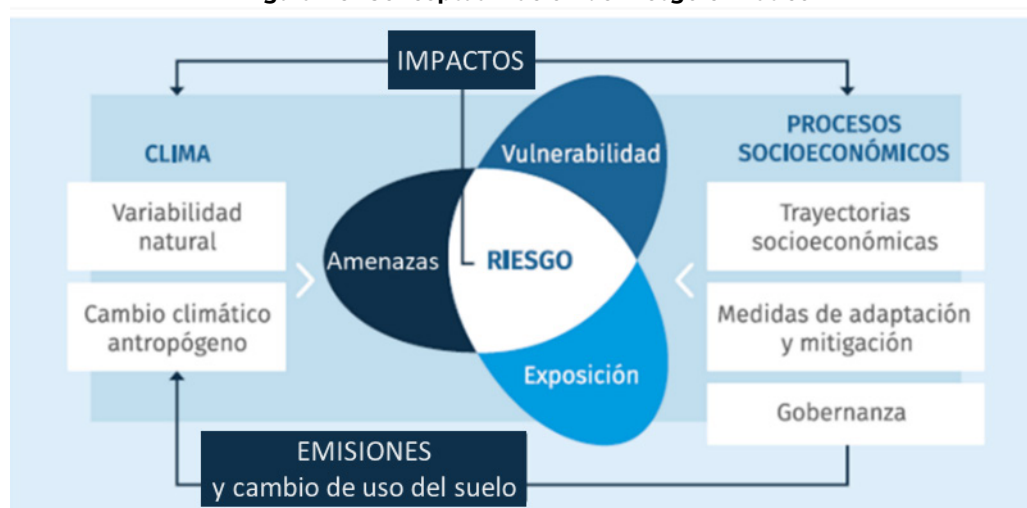 IMPACTOS
CLIMA
Variabilidad
natural
Cambio climático
antropógeno
Vulnerabilidad
Amenazas
RIESGO
Exposición
PROCESOS
SOCIOECONÓMICOS
Trayectorias
socioeconómicas
Medidas de adaptación
y mitigación
Gobernanza
EMISIONES
y cambio de uso del suelo